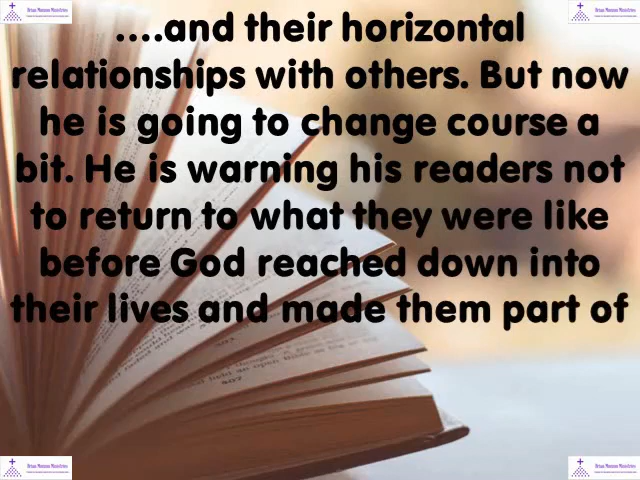 ....and their horizontal
relationships with others. But now
he is going to change course a
bit. He is warning his readers not
to return to what they were like
before God reached down into
their lives and made them part of